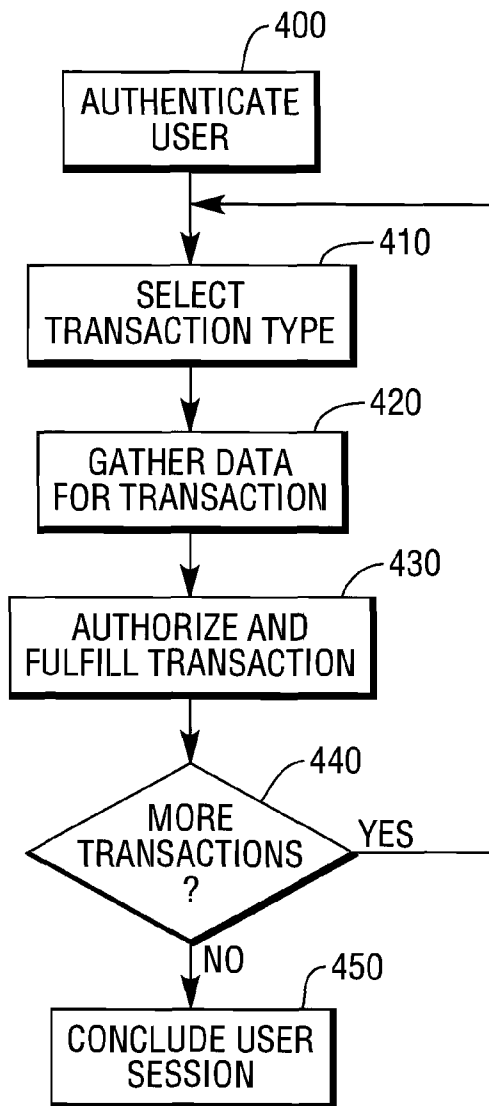 400
AUTHENTICATE
USER
410
SELECT
TRANSACTION TYPE
420
GATHER DATA
FOR TRANSACTION
430
AUTHORIZE AND
FULFILL TRANSACTION
440
MORE
TRANSACTIONS
?
YES
NO
450
CONCLUDE USER
SESSION